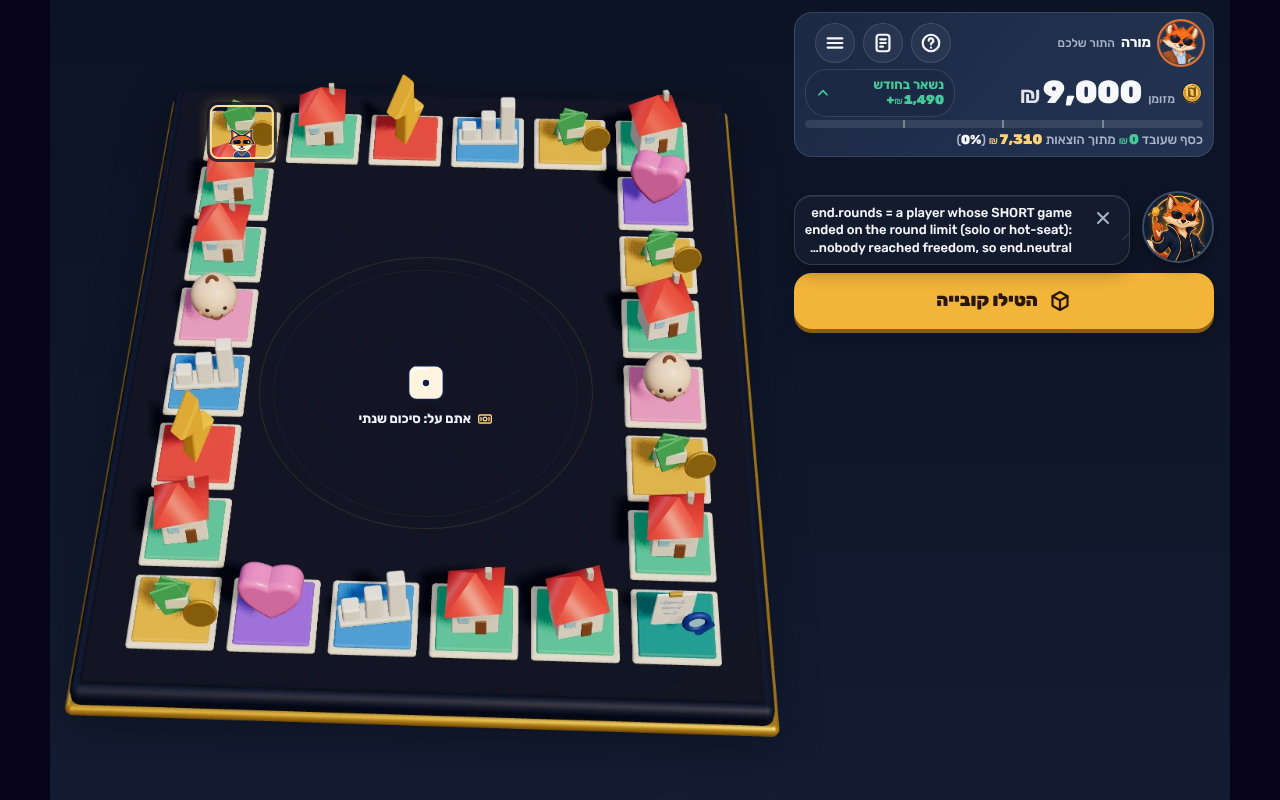 מורה התור שלכם
מזומן 9,000₪
נשאר בחודש
+₪1,490
כסף שעובד ₪0 מתוך הוצאות ₪7,310 (0%)
end.rounds = a player whose SHORT game
ended on the round limit (solo or hot-seat):
nobody reached freedom, so end.neutral…
הטילו קובייה
אתם על: סיכום שנתי